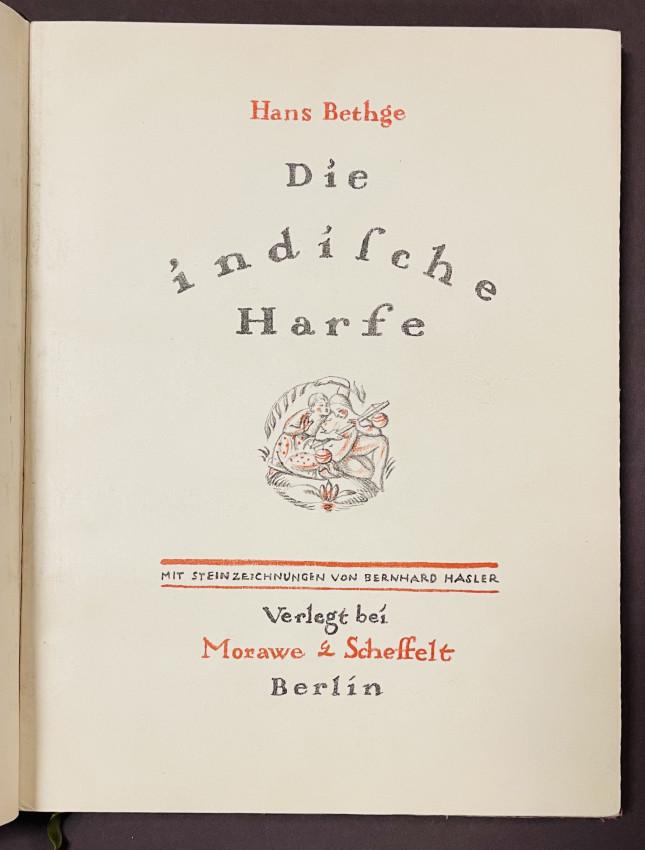 Hans Bethge
Die
indiſche
Harfe
MIT STEINZEICHNUNGEN VON BERNHARD HASLER
Verlegt bei
Morawe & Scheffelt
Berlin